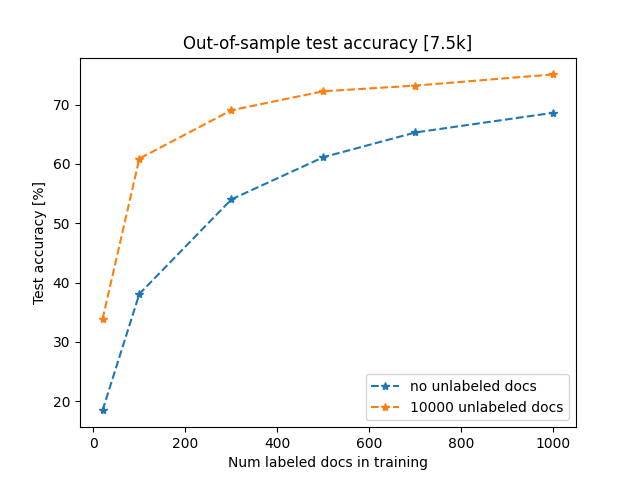 Out-of-sample test accuracy [7.5k]
Test accuracy [%]
70
60
50
40
30
20
0
200
400
600
800
1000
Num labeled docs in training
no unlabeled docs
10000 unlabeled docs